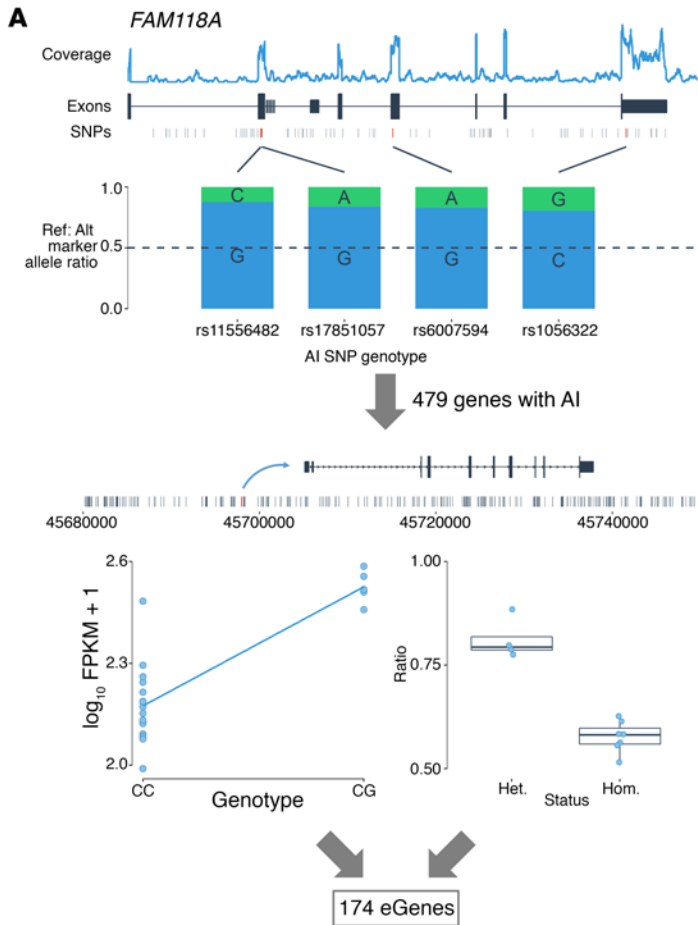 A
FAM118A
Coverage
Exons
SNPs
1.0
C
A
A
G
Ref: Alt
marker
allele ratio
0.5
G
G
G
C
0.0
rs11556482
rs17851057
rs6007594
rs1056322
AI SNP genotype
479 genes with AI
45680000
45700000
45720000
45740000
2.6
2.3
2.0
log10 FPKM + 1
CC
CG
Genotype
1.00
0.75
0.50
Ratio
Het.
Hom.
Status
174 eGenes